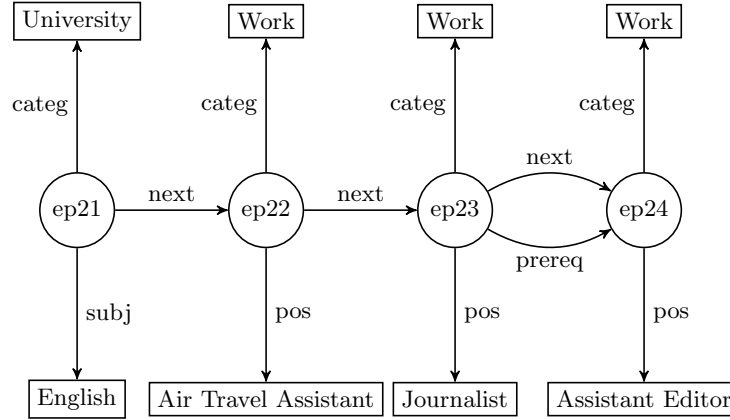 University Work Work Work
categ categ categ categ
next
ep21 next ep22 next ep23 ep24
prereq
subj pos pos pos
English Air Travel Assistant Journalist Assistant Editor